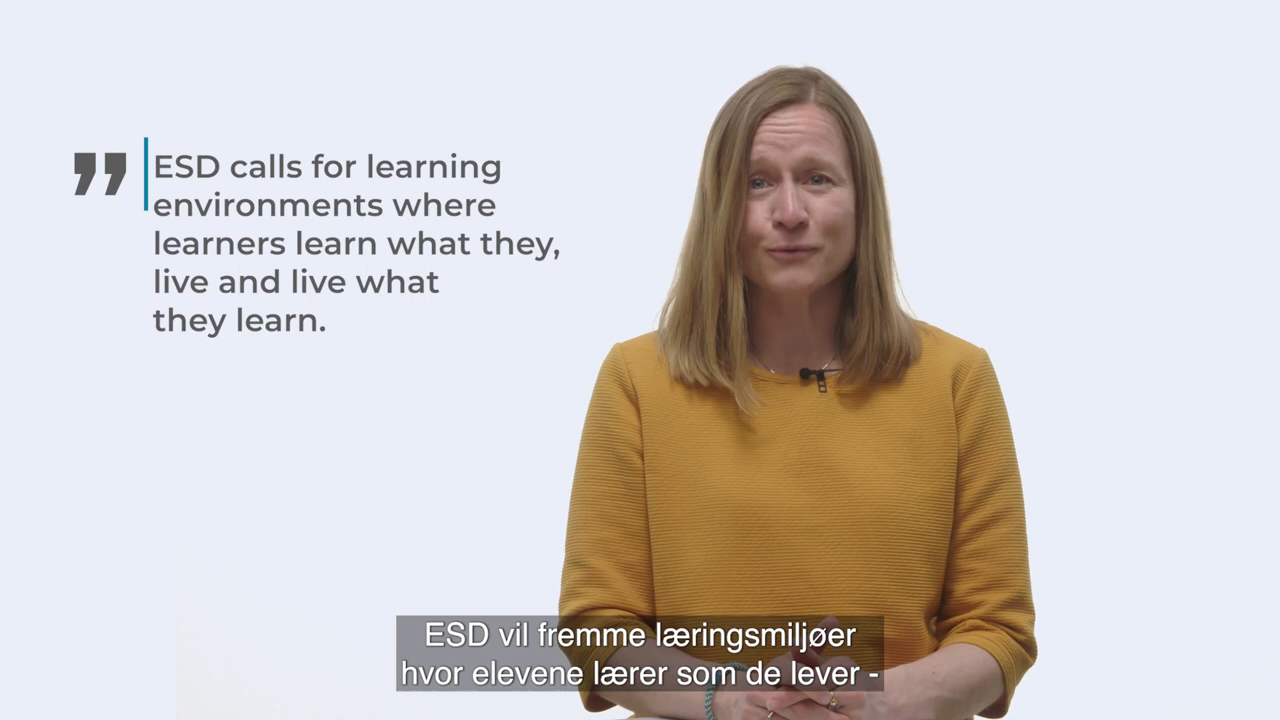 ”
ESD calls for learning
environments where
learners learn what they,
live and live what
they learn.
ESD vil fremme læringsmiljøer
hvor elevene lærer som de lever -